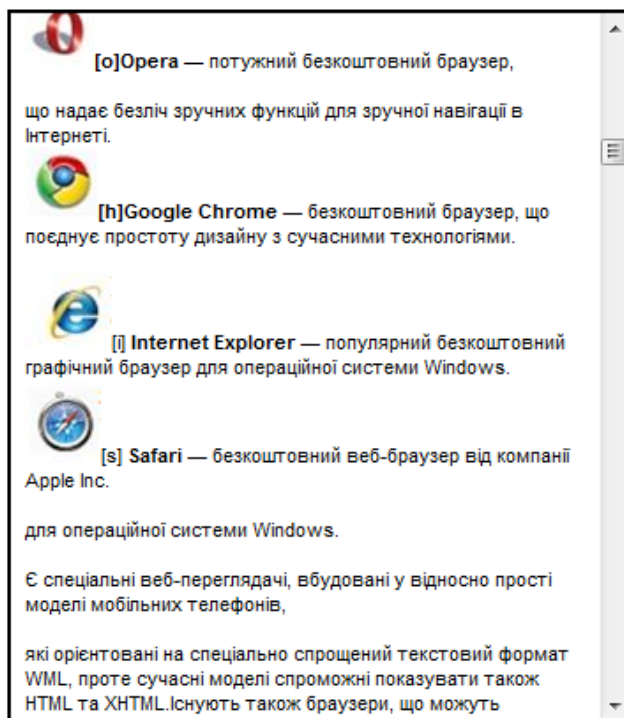 [o]Opera — потужний безкоштовний браузер,
що надає безліч зручних функцій для зручної навігації в
Інтернеті.
[h]Google Chrome — безкоштовний браузер, що
поєднує простоту дизайну з сучасними технологіями.
[i] Internet Explorer — популярний безкоштовний
графічний браузер для операційної системи Windows.
[s] Safari — безкоштовний веб-браузер від компанії
Apple Inc.
для операційної системи Windows.
Є спеціальні веб-переглядачі, вбудовані у відносно прості
моделі мобільних телефонів,
які орієнтовані на спеціально спрощений текстовий формат
WML, проте сучасні моделі спроможні показувати також
HTML та XHTML.Існують також браузери, що можуть